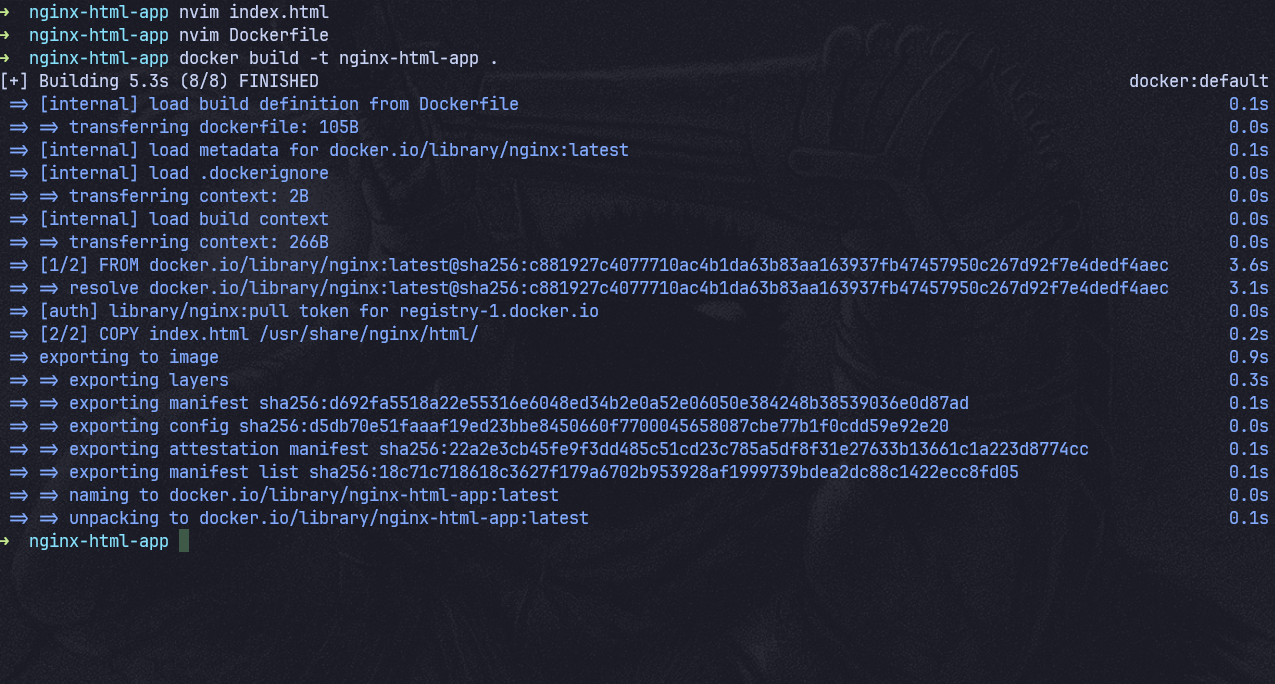 → nginx-html-app nvim index.html
→ nginx-html-app nvim Dockerfile
→ nginx-html-app docker build -t nginx-html-app .
[+] Building 5.3s (8/8) FINISHED docker:default
=> [internal] load build definition from Dockerfile 0.1s
=> => transferring dockerfile: 105B 0.0s
=> [internal] load metadata for docker.io/library/nginx:latest 0.1s
=> [internal] load .dockerignore 0.0s
=> => transferring context: 2B 0.0s
=> [internal] load build context 0.0s
=> => transferring context: 266B 0.0s
=> [1/2] FROM docker.io/library/nginx:latest@sha256:c881927c4077710ac4b1da63b83aa163937fb47457950c267d92f7e4dedf4aec 3.6s
=> => resolve docker.io/library/nginx:latest@sha256:c881927c4077710ac4b1da63b83aa163937fb47457950c267d92f7e4dedf4aec 3.1s
=> [auth] library/nginx:pull token for registry-1.docker.io 0.0s
=> [2/2] COPY index.html /usr/share/nginx/html/ 0.2s
=> exporting to image 0.9s
=> => exporting layers 0.3s
=> => exporting manifest sha256:d692fa5518a22e55316e6048ed34b2e0a52e06050e384248b38539036e0d87ad 0.1s
=> => exporting config sha256:d5db70e51faaaf19ed23bbe8450660f7700045658087cbe77b1f0cdd59e92e20 0.0s
=> => exporting attestation manifest sha256:22a2e3cb45fe9f3dd485c51cd23c785a5df8f31e27633b13661c1a223d8774cc 0.1s
=> => exporting manifest list sha256:18c71c718618c3627f179a6702b953928af1999739bdea2dc88c1422ecc8fd05 0.1s
=> => naming to docker.io/library/nginx-html-app:latest 0.0s
=> => unpacking to docker.io/library/nginx-html-app:latest 0.1s
→ nginx-html-app